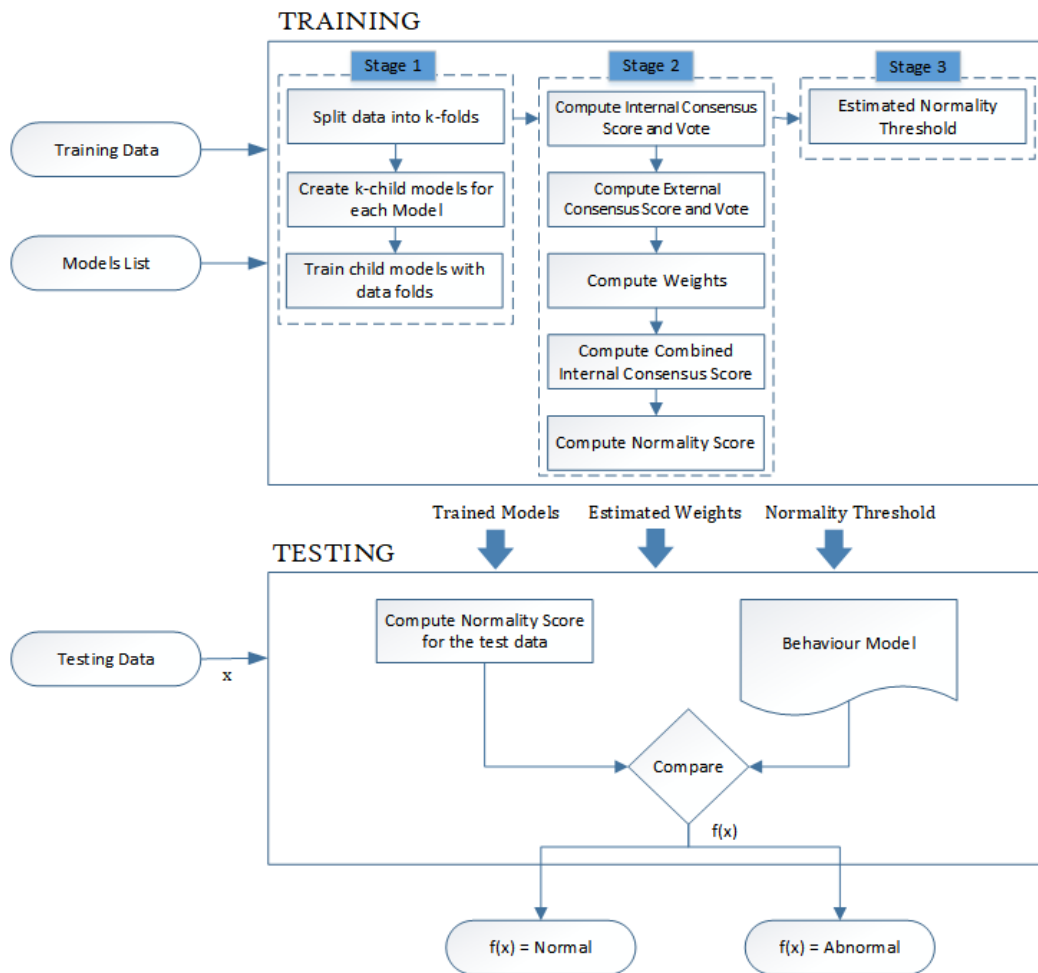 TRAINING
Stage 1
Stage 2
Stage 3
Training Data
Models List
Split data into k-folds
Create k-child models for
each Model
Train child models with
data folds
Compute Internal Consensus
Score and Vote
Compute External
Consensus Score and Vote
Compute Weights
Compute Combined
Internal Consensus Score
Compute Normality Score
Estimated Normality
Threshold
Trained Models
Estimated Weights
Normality Threshold
TESTING
Testing Data
x
Compute Normality Score
for the test data
Behaviour Model
Compare
f(x)
f(x) = Normal
f(x) = Abnormal